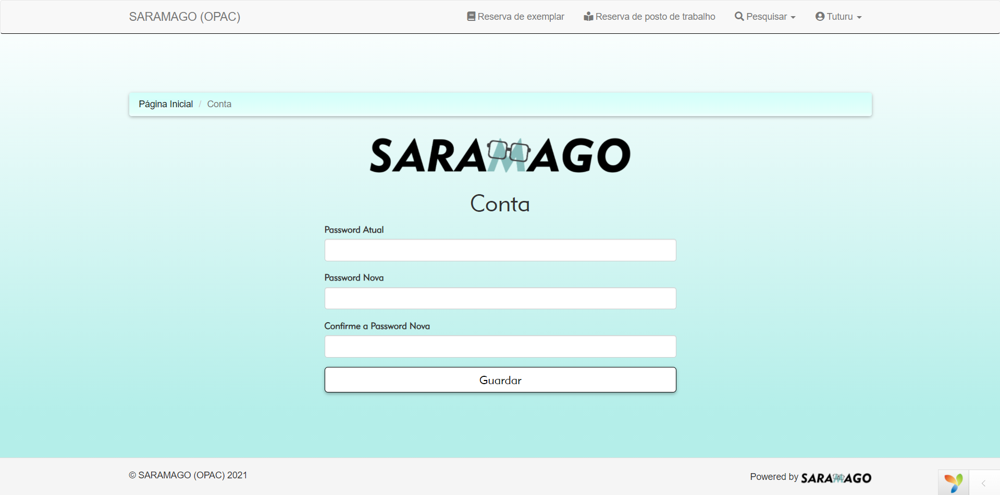 SARAMAGO (OPAC)
Reserva de exemplar
Reserva de posto de trabalho
Pesquisar
Tuturu
Página Inicial / Conta
SARAMAGO
Conta
Password Atual
Password Nova
Confirme a Password Nova
Guardar
© SARAMAGO (OPAC) 2021
Powered by SARAMAGO